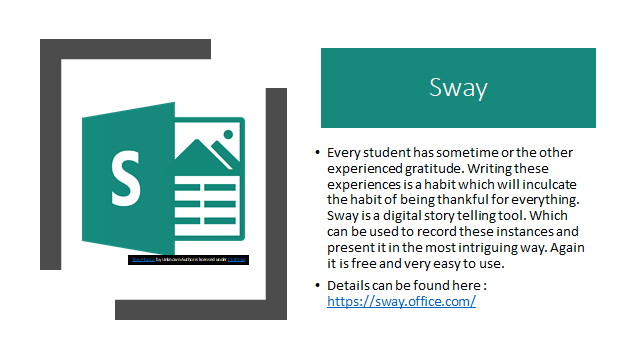 Sway
S
• Every student has sometime or the other
experienced gratitude. Writing these
experiences is a habit which will inculcate
the habit of being thankful for everything.
Sway is a digital story telling tool. Which
can be used to record these instances and
present it in the most intriguing way. Again
it is free and very easy to use.
• Details can be found here :
https://sway.office.com/
This Photo by Unknown Author is licensed under